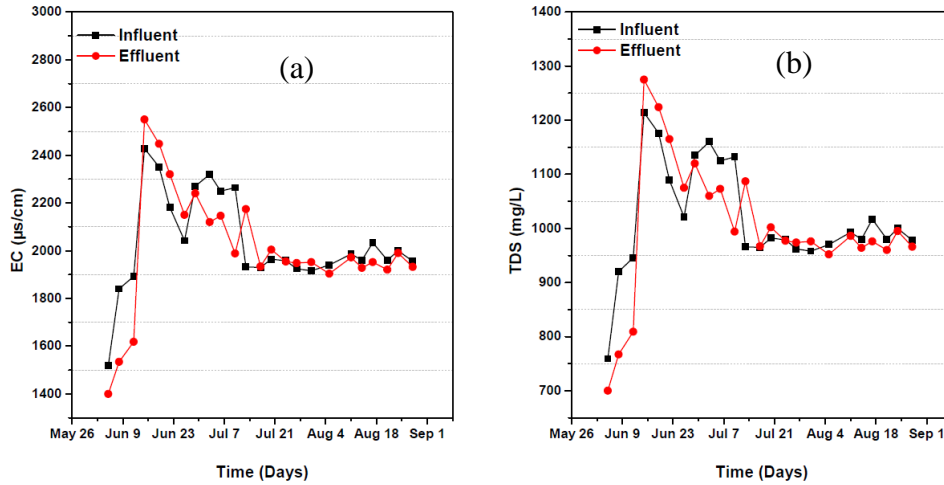 3000
2800
2600
2400
2200
2000
1800
1600
1400
EC (µs/cm)
Influent
Effluent
(a)
May 26 Jun 9 Jun 23 Jul 7 Jul 21 Aug 4 Aug 18 Sep 1
Time (Days)
1400
1300
1200
1100
1000
900
800
700
TDS (mg/L)
Influent
Effluent
(b)
May 26 Jun 9 Jun 23 Jul 7 Jul 21 Aug 4 Aug 18 Sep 1
Time (Days)